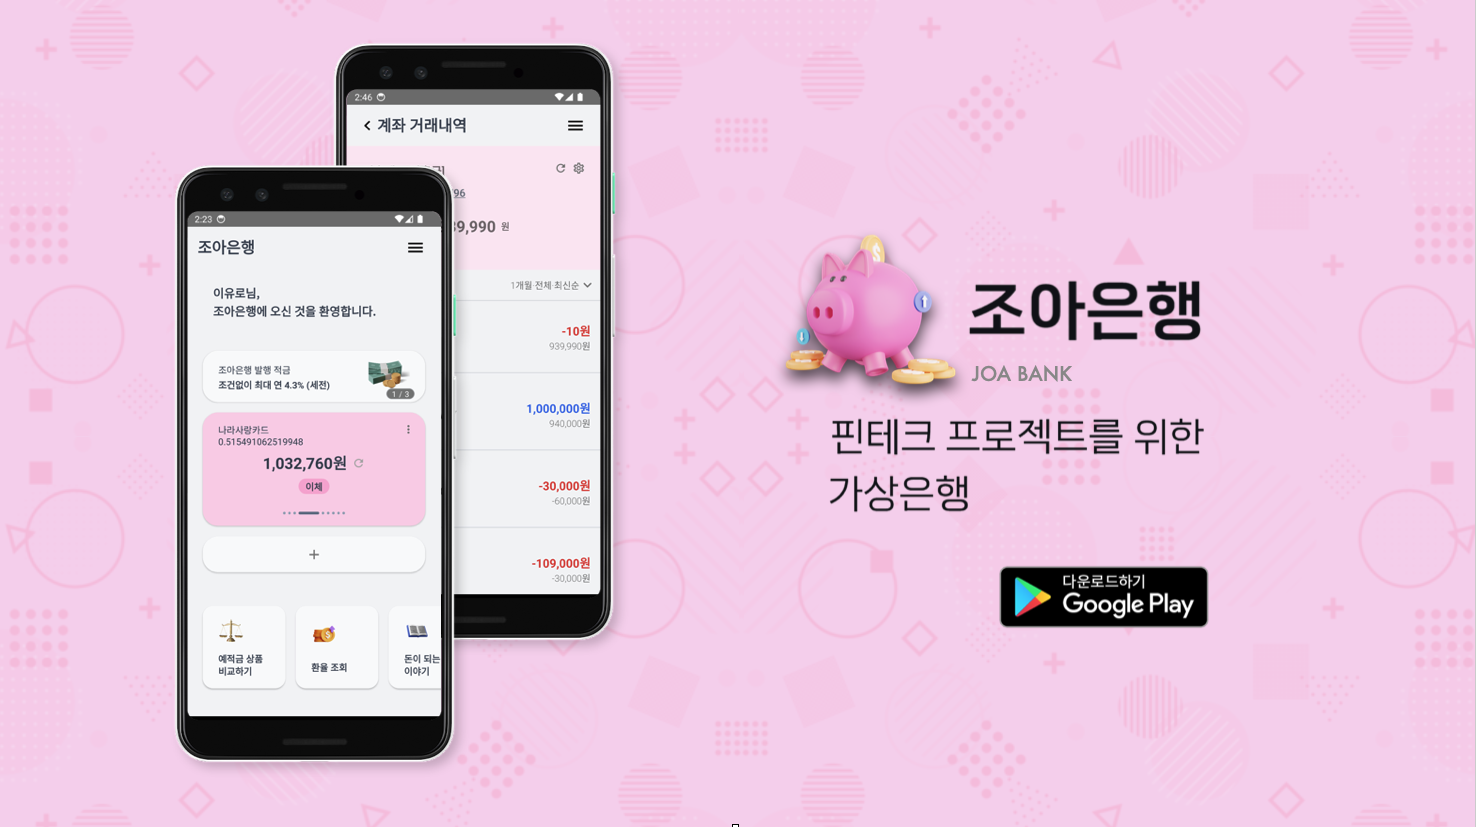 2:46
계좌 거래내역
96
39,990 원
1개월·전체·최신순
-10원
939,990원
1,000,000원
940,000원
-30,000원
-60,000원
-109,000원
-30,000원
2:23
조아은행
이유로님,
조아은행에 오신 것을 환영합니다.
조아은행 발행 적금
조건없이 최대 연 4.3% (세전)
1 / 3
나라사랑카드
0.515491062519948
1,032,760원
이체
+
예적금 상품
비교하기
환율 조회
돈이 되는
이야기
조아은행
JOA BANK
핀테크 프로젝트를 위한
가상은행
다운로드하기
Google Play